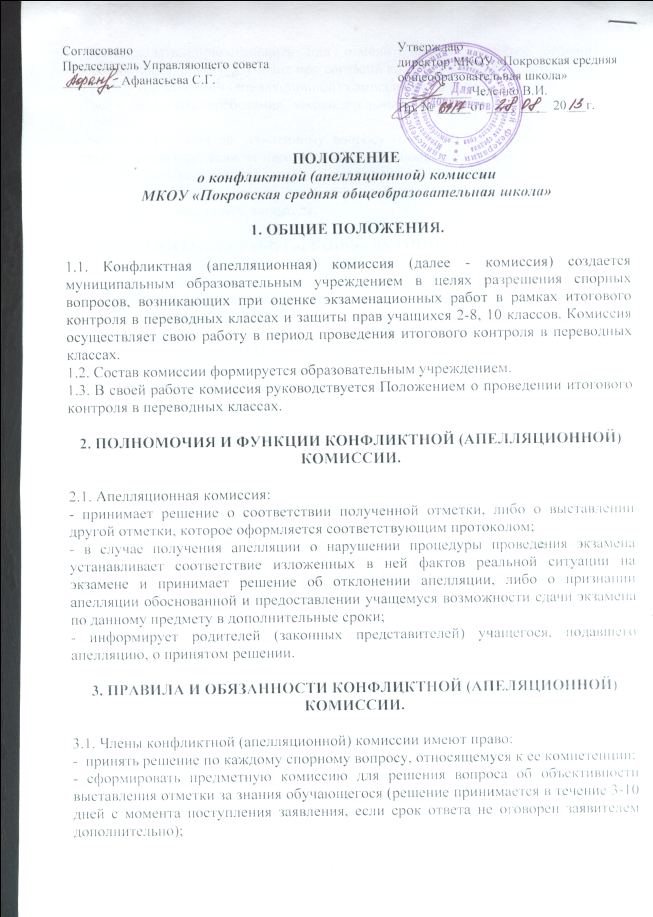 Согласовано
Председатель Управляющего совета
Афанасьева С.Г.
Утверждаю
директор МКОУ «Покровская средняя
общеобразовательная школа»
Челенко В.И.
Пр. № от 28 08 2013 г.
Для документов
ПОЛОЖЕНИЕ
о конфликтной (апелляционной) комиссии
МКОУ «Покровская средняя общеобразовательная школа»
1. ОБЩИЕ ПОЛОЖЕНИЯ.
1.1. Конфликтная (апелляционная) комиссия (далее - комиссия) создается
муниципальным образовательным учреждением в целях разрешения спорных
вопросов, возникающих при оценке экзаменационных работ в рамках итогового
контроля в переводных классах и защиты прав учащихся 2-8, 10 классов. Комиссия
осуществляет свою работу в период проведения итогового контроля в переводных
классах.
1.2. Состав комиссии формируется образовательным учреждением.
1.3. В своей работе комиссия руководствуется Положением о проведении итогового
контроля в переводных классах.
2. ПОЛНОМОЧИЯ И ФУНКЦИИ КОНФЛИКТНОЙ (АПЕЛЛЯЦИОННОЙ)
КОМИССИИ.
2.1. Апелляционная комиссия:
- принимает решение о соответствии полученной отметки, либо о выставлении
другой отметки, которое оформляется соответствующим протоколом;
- в случае получения апелляции о нарушении процедуры проведения экзамена
устанавливает соответствие изложенных в ней фактов реальной ситуации на
экзамене и принимает решение об отклонении апелляции, либо о признании
апелляции обоснованной и предоставлении учащемуся возможности сдачи экзамена
по данному предмету в дополнительные сроки;
- информирует родителей (законных представителей) учащегося, подавшего
апелляцию, о принятом решении.
3. ПРАВИЛА И ОБЯЗАННОСТИ КОНФЛИКТНОЙ (АПЕЛЯЦИОННОЙ)
КОМИССИИ.
3.1. Члены конфликтной (апелляционной) комиссии имеют право:
- принять решение по каждому спорному вопросу, относящемуся к ее компетенции;
- сформировать предметную комиссию для решения вопроса об объективности
выставления отметки за знания обучающегося (решение принимается в течение 3-10
дней с момента поступления заявления, если срок ответа не оговорен заявителем
дополнительно);